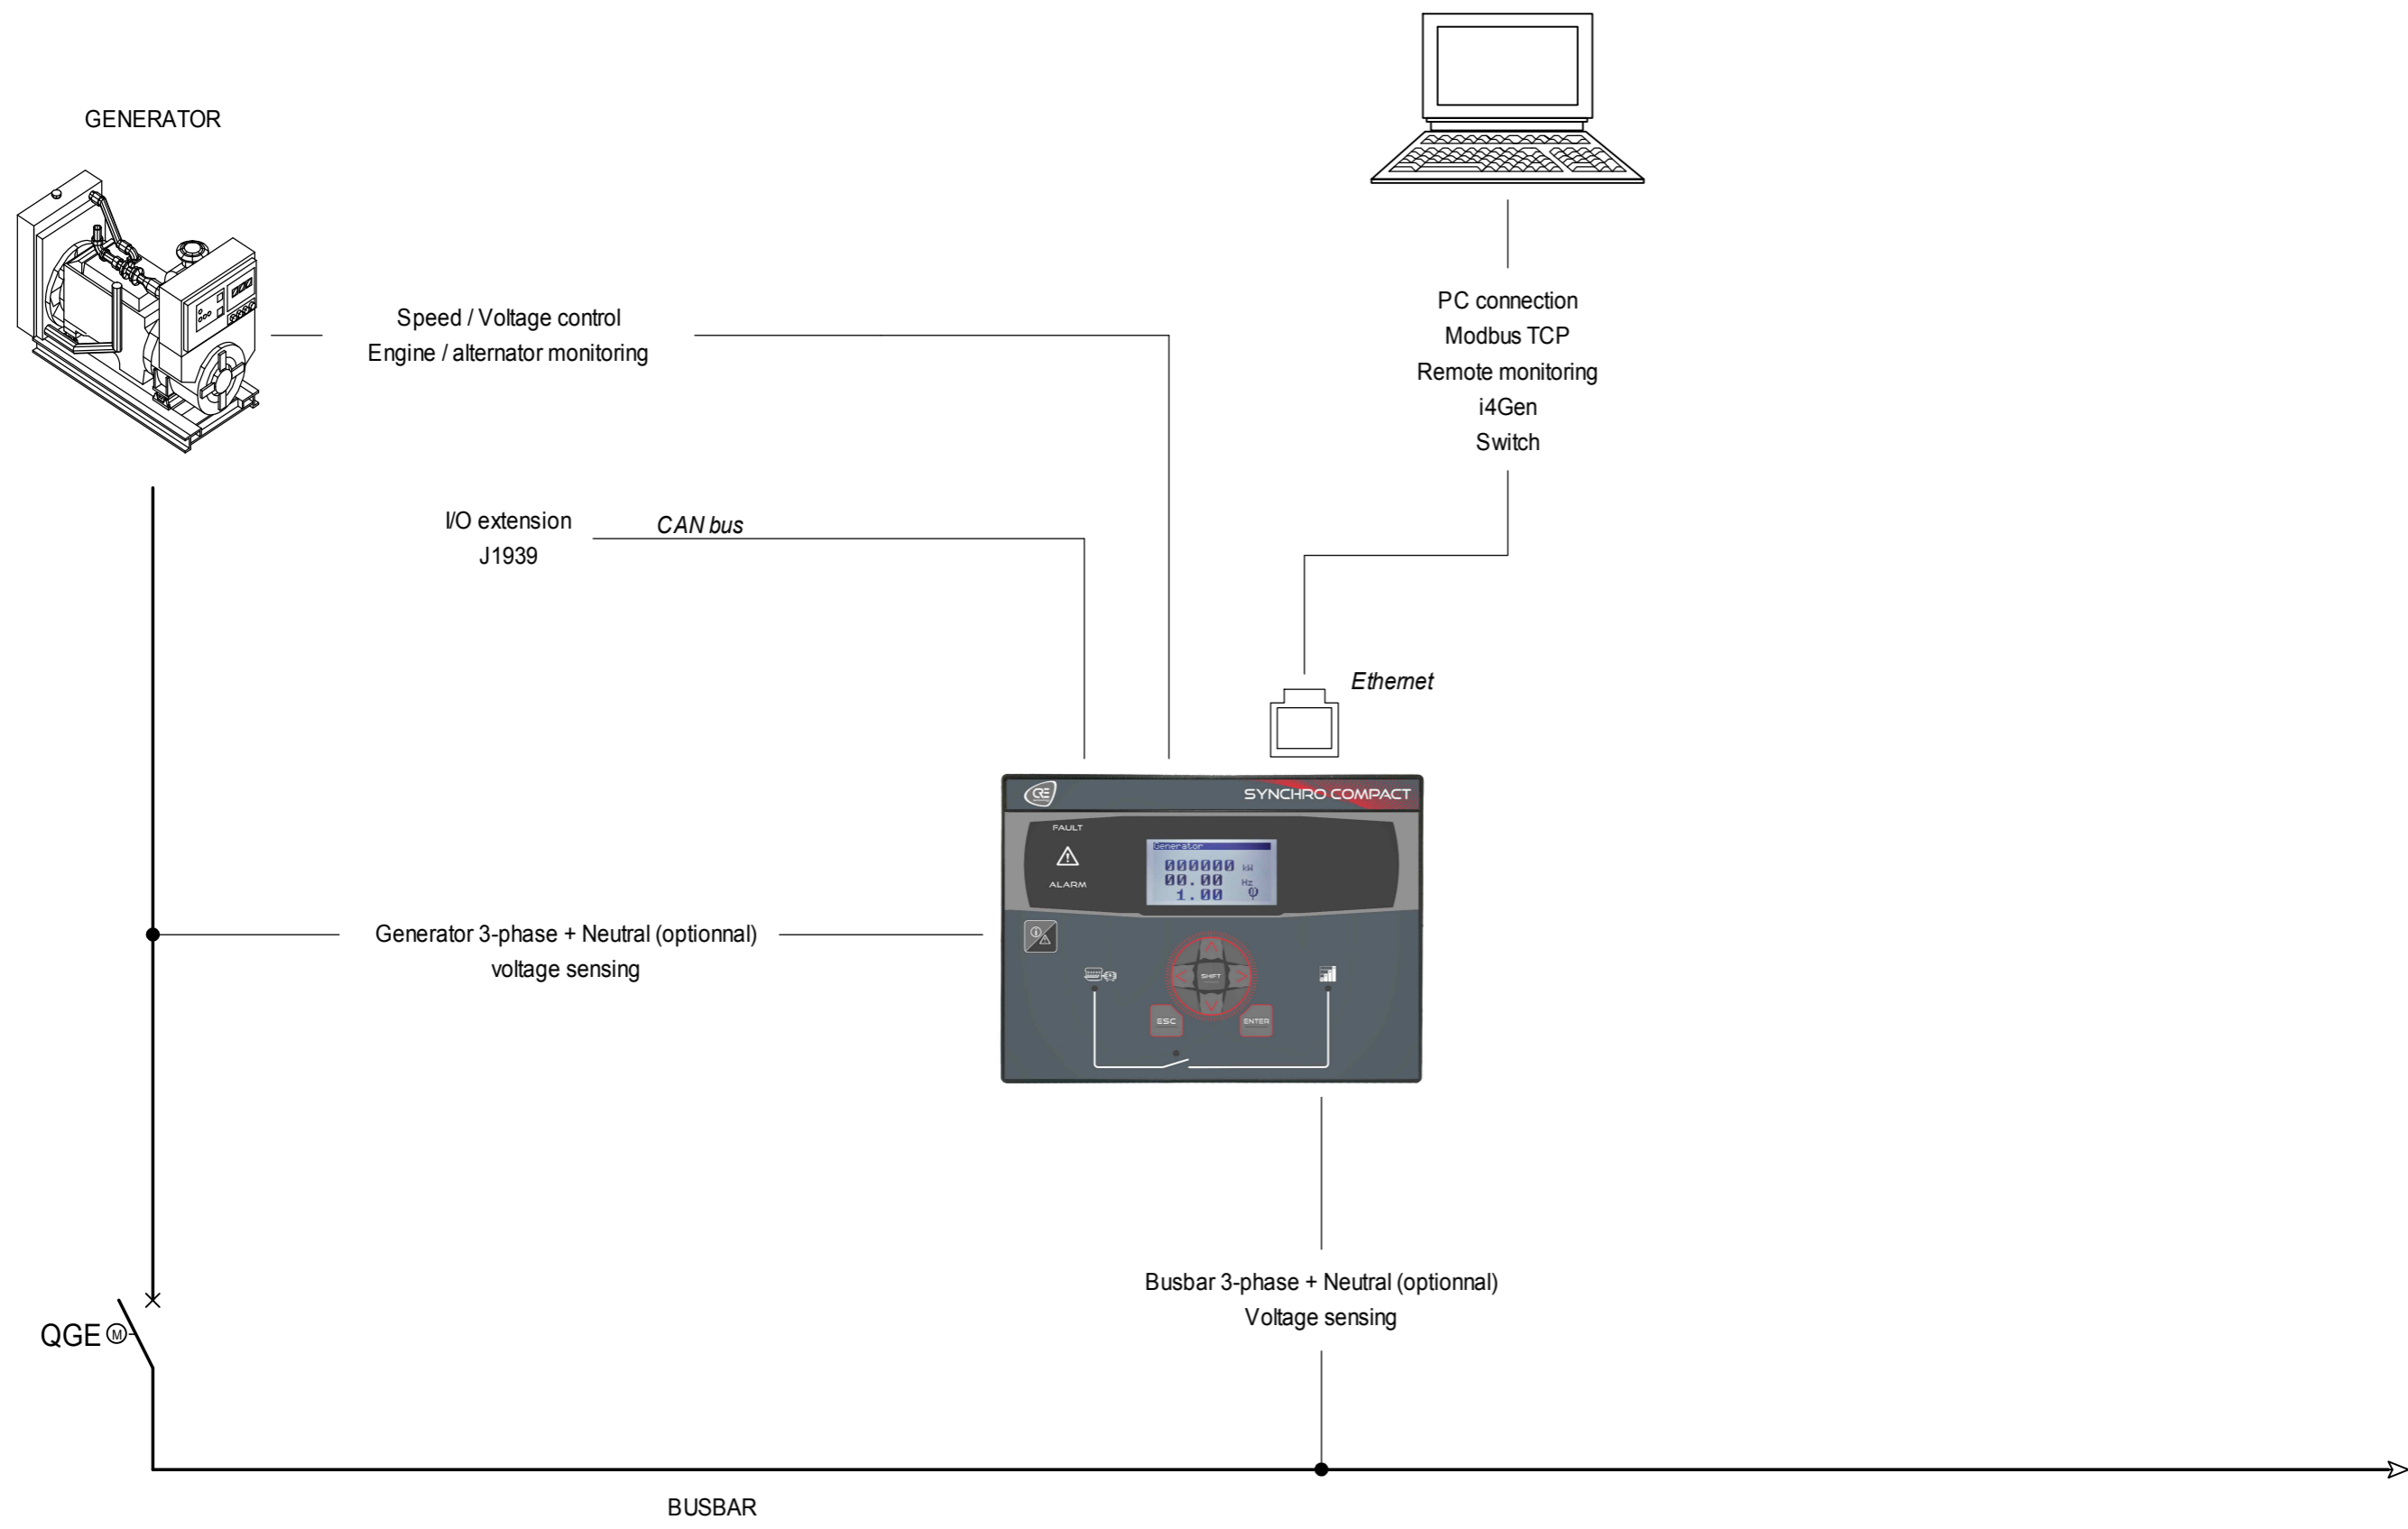 GENERATOR
Speed / Voltage control
Engine / alternator monitoring
PC connection
Modbus TCP
Remote monitoring
i4Gen
Switch
I/O extension
J1939
CAN bus
Ethernet
CRE
SYNCHRO COMPACT
FAULT
ALARM
Generator
000000 kW
00.00 Hz
1.00 φ
Generator 3-phase + Neutral (optionnal)
voltage sensing
SHIFT
ESC
ENTER
QGE M
Busbar 3-phase + Neutral (optionnal)
Voltage sensing
BUSBAR